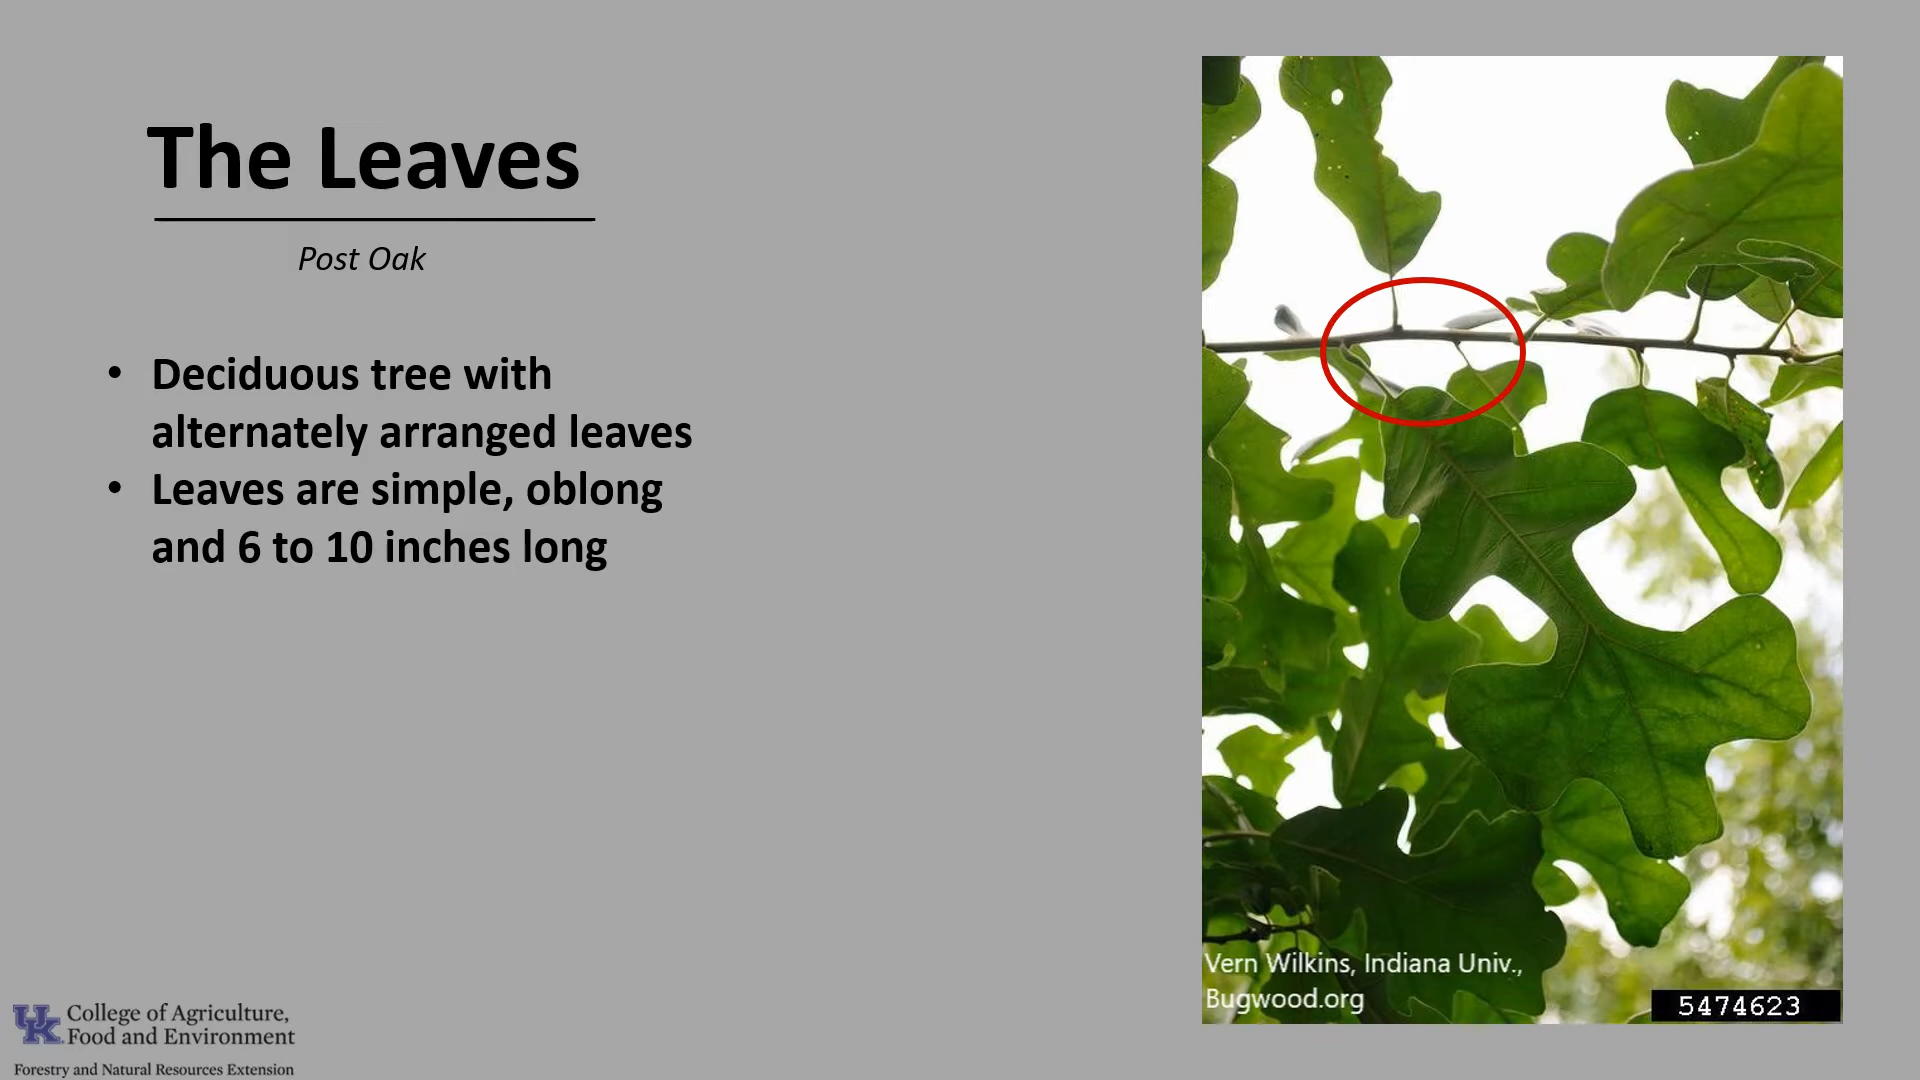 The Leaves
Post Oak
• Deciduous tree with
alternately arranged leaves
• Leaves are simple, oblong
and 6 to 10 inches long
Vern Wilkins, Indiana Univ.,
Bugwood.org
5474623
UK College of Agriculture,
Food and Environment
Forestry and Natural Resources Extension